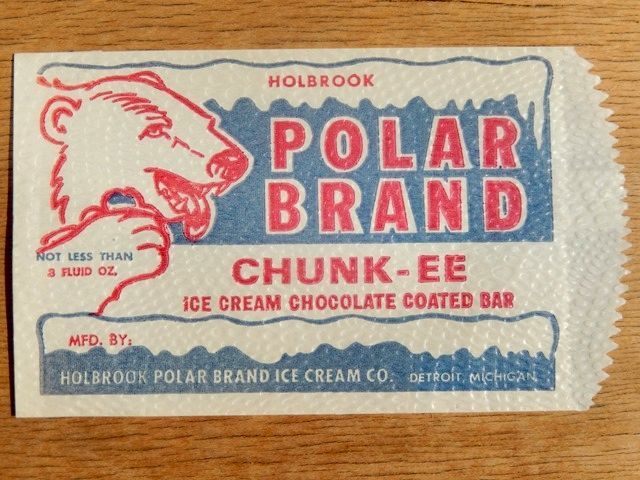 HOLBROOK
POLAR
BRAND
NOT LESS THAN
3 FLUID OZ.
CHUNK-EE
ICE CREAM CHOCOLATE COATED BAR
MFD. BY:
HOLBROOK POLAR BRAND ICE CREAM CO. DETROIT, MICHIGAN